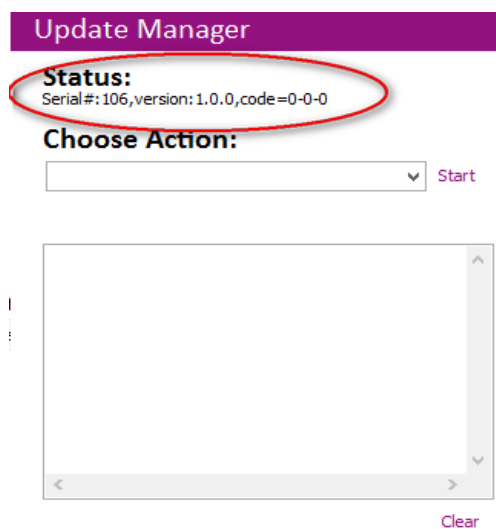 Update Manager
Status:
Serial#:106,version:1.0.0,code=0-0-0
Choose Action:
Start
Clear